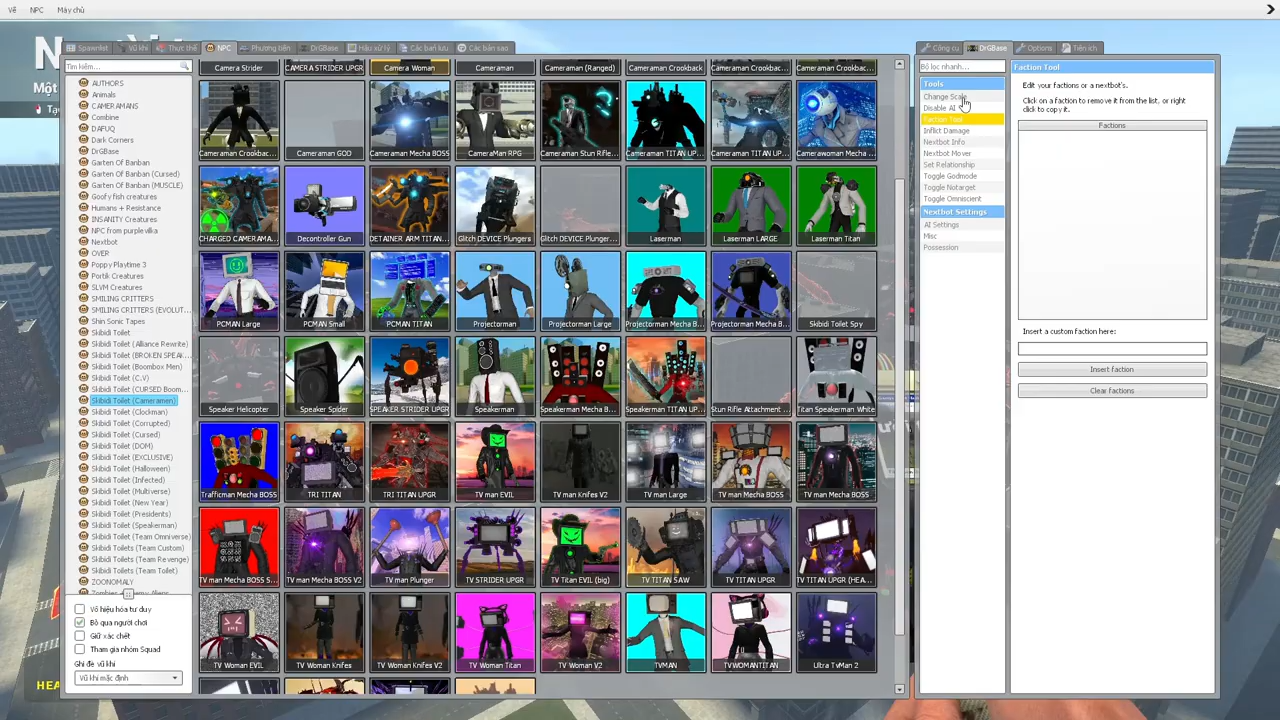 Vẽ NPC Máy chủ
Spawnlist Vũ khí Thực thể NPC Phương tiện DrGBase Hậu xử lý Các bản lưu Các bản sao
Công cụ DrGBase Options Tiện ích
Tìm kiếm...
AUTHORS
Animals
CAMERAMANS
Combine
DAFUQ
Dark Corners
DrGBase
Garten Of Banban
Garten Of Banban (Cursed)
Garten Of Banban (MUSCLE)
Goofy fish creatures
Humans + Resistance
INSANITY Creatures
NPC from purplevilka
Nextbot
OVER
Poppy Playtime 3
Portik Creatures
SLVM Creatures
SMILING CRITTERS
SMILING CRITTERS (EVOLUT...
Shin Sonic Tapes
Skibidi Toilet
Skibidi Toilet (Alliance Rewrite)
Skibidi Toilet (BROKEN SPEAK...
Skibidi Toilet (Boombox Men)
Skibidi Toilet (C.V)
Skibidi Toilet (CURSED Boom...
Skibidi Toilet (Cameramen)
Skibidi Toilet (Clockman)
Skibidi Toilet (Corrupted)
Skibidi Toilet (Cursed)
Skibidi Toilet (DOM)
Skibidi Toilet (EXCLUSIVE)
Skibidi Toilet (Halloween)
Skibidi Toilet (Infected)
Skibidi Toilet (Multiverse)
Skibidi Toilet (New Year)
Skibidi Toilet (Presidents)
Skibidi Toilet (Speakerman)
Skibidi Toilet (Team Omniverse)
Skibidi Toilets (Team Custom)
Skibidi Toilets (Team Revenge)
Skibidi Toilets (Team Toilet)
ZOONOMALY
Vô hiệu hóa tư duy
Bỏ qua người chơi
Giữ xác chết
Tham gia nhóm Squad
Ghi đè vũ khí
Vũ khí mặc định
Camera Strider CAMERA STRIDER UPGR Camera Woman Cameraman Cameraman (Ranged) Cameraman Crookback Cameraman Crookbac... Cameraman Crookbac...
Cameraman Crookbac... Cameraman GOD Cameraman Mecha BOSS CameraMan RPG Cameraman Stun Rifle... Cameraman TITAN UP... Cameraman TITAN UP... Camerawoman Mecha ...
CHARGED CAMERAMA... Decontroller Gun DETAINER ARM TITAN... Glitch DEVICE Plungers Glitch DEVICE Plunger... Laserman Laserman LARGE Laserman Titan
PCMAN Large PCMAN Small PCMAN TITAN Projectorman Projectorman Large Projectorman Mecha B... Projectorman Mecha B... Skibidi Toilet Spy
Speaker Helicopter Speaker Spider SPEAKER STRIDER UPGR Speakerman Speakerman Mecha B... Speakerman TITAN UP... Stun Rifle Attachment ... Titan Speakerman White
Trafficman Mecha BOSS TRI TITAN TRI TITAN UPGR TV man EVIL TV man Knifes V2 TV man Large TV man Mecha BOSS TV man Mecha BOSS
TV man Mecha BOSS S... TV man Mecha BOSS V2 TV man Plunger TV STRIDER UPGR TV Titan EVIL (big) TV TITAN SAW TV TITAN UPGR TV TITAN UPGR (HEA...
TV Woman EVIL TV Woman Knifes TV Woman Knifes V2 TV Woman Titan TV Woman V2 TVMAN TVWOMANTITAN Ultra TvMan 2
Bộ lọc nhanh...
Tools
Change Scale
Disable AI
Faction Tool
Inflict Damage
Nextbot Info
Nextbot Mover
Set Relationship
Toggle Godmode
Toggle Notarget
Toggle Omniscient
Nextbot Settings
AI Settings
Misc
Possession
Faction Tool
Edit your factions or a nextbot's.
Click on a faction to remove it from the list, or right
click to copy it.
Factions
Insert a custom faction here:
Insert faction
Clear factions
Một
HEA